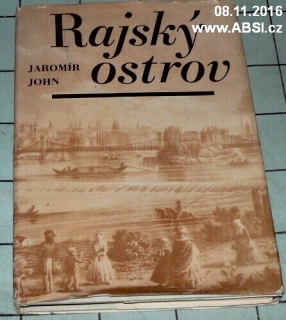 08.11.2016
www.ABSI.cz
Rajský
ostrov
JAROMÍR
JOHN